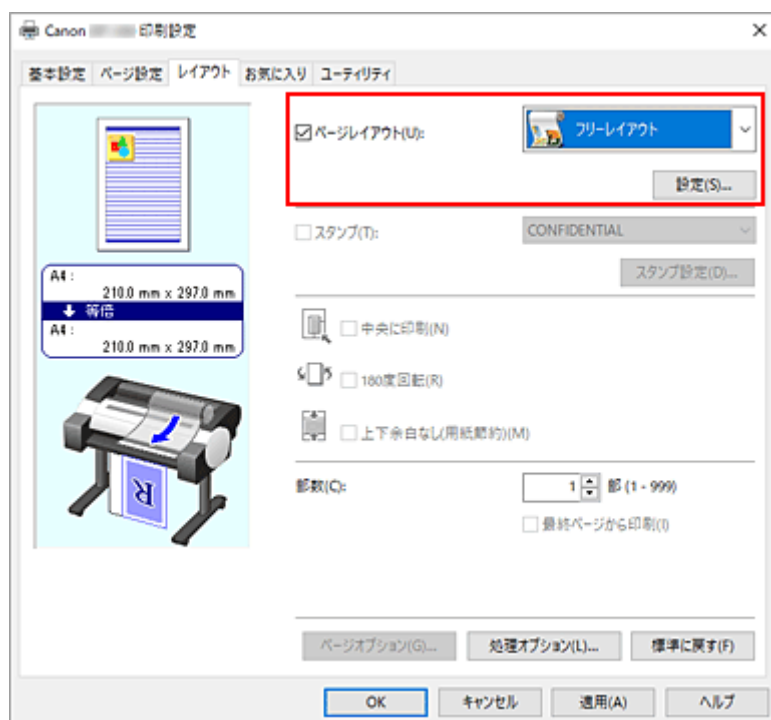 Canon 印刷設定
基本設定 ページ設定 レイアウト お気に入り ユーティリティ
ページレイアウト(U): フリーレイアウト
設定(S)...
スタンプ(T): CONFIDENTIAL
スタンプ設定(D)...
A4 :
210.0 mm x 297.0 mm
等倍
A4 :
210.0 mm x 297.0 mm
中央に印刷(N)
180度回転(R)
上下余白なし(用紙節約)(M)
R
部数(C): 1 部 (1 - 999)
最終ページから印刷(I)
ページオプション(G)... 処理オプション(L)... 標準に戻す(F)
OK キャンセル 適用(A) ヘルプ